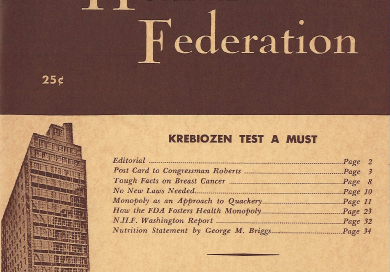 Federation
25¢
KREBIOZEN TEST A MUST
Editorial Page 2
Post Card to Congressman Roberts Page 3
Tough Facts on Breast Cancer Page 8
No New Laws Needed Page 10
Monopoly as an Approach to Quackery Page 11
How the FDA Fosters Health Monopoly Page 23
N.H.F. Washington Report Page 32
Nutrition Statement by George M. Briggs Page 34